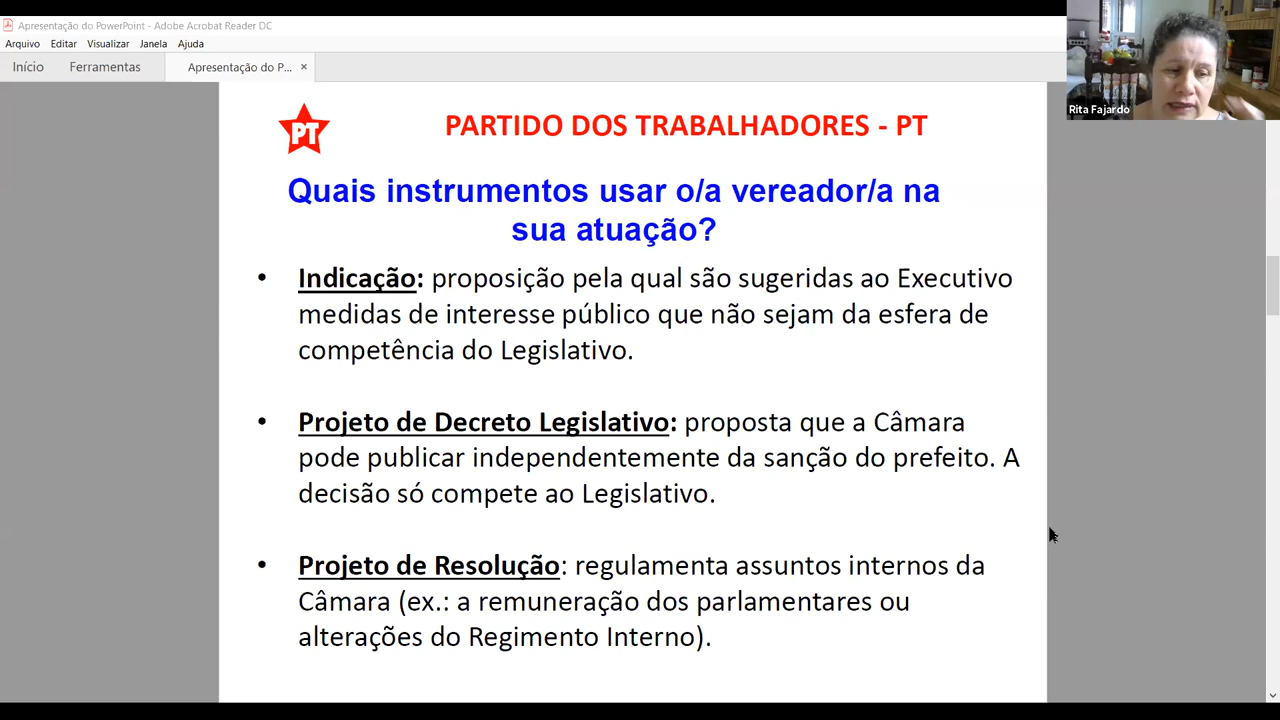 Apresentação do PowerPoint - Adobe Acrobat Reader DC
Arquivo Editar Visualizar Janela Ajuda
Início Ferramentas Apresentação do P... ×
Rita Fajardo
PT PARTIDO DOS TRABALHADORES - PT
Quais instrumentos usar o/a vereador/a na
sua atuação?
• Indicação: proposição pela qual são sugeridas ao Executivo
medidas de interesse público que não sejam da esfera de
competência do Legislativo.
• Projeto de Decreto Legislativo: proposta que a Câmara
pode publicar independentemente da sanção do prefeito. A
decisão só compete ao Legislativo.
• Projeto de Resolução: regulamenta assuntos internos da
Câmara (ex.: a remuneração dos parlamentares ou
alterações do Regimento Interno).